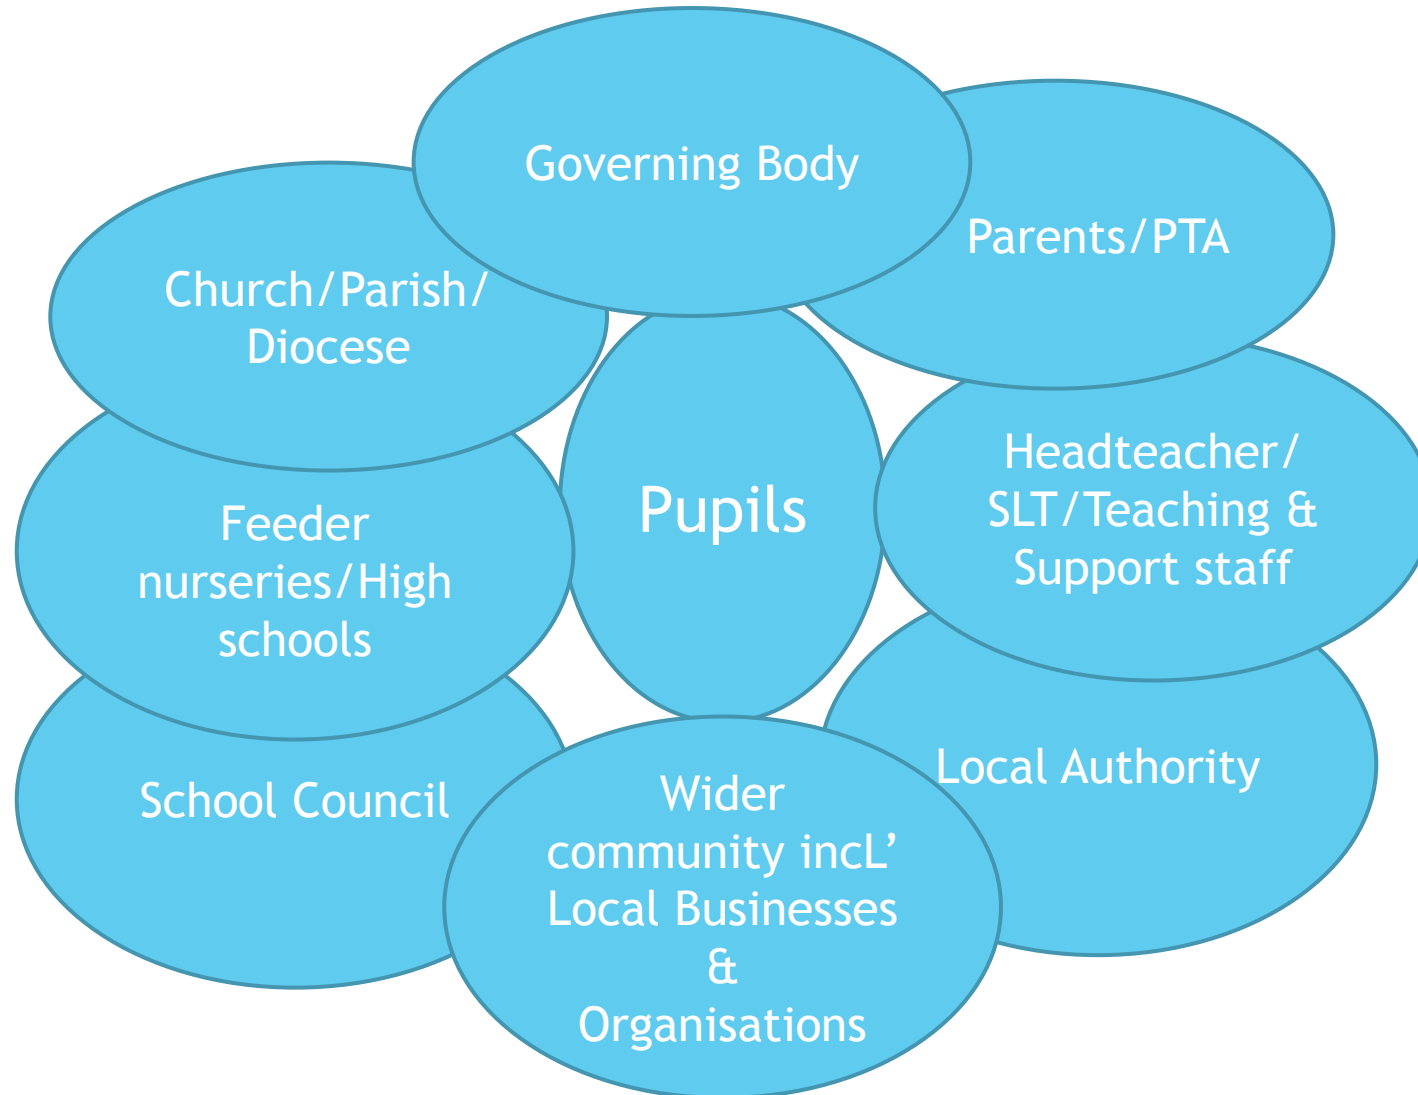 Governing Body
Parents/PTA
Church/Parish/
Diocese
Headteacher/
SLT/Teaching &
Support staff
Pupils
Feeder
nurseries/High
schools
Local Authority
School Council
Wider
community incL’
Local Businesses
&
Organisations